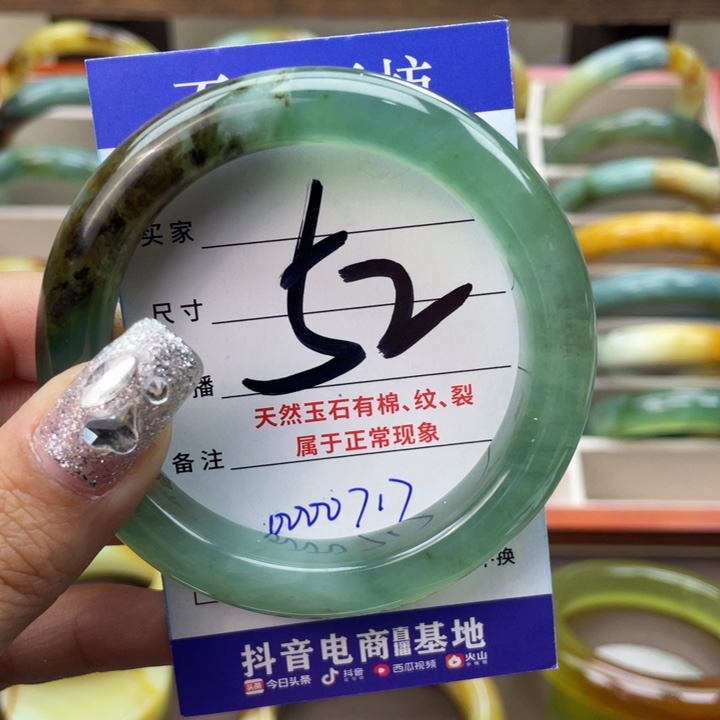 买家
52
尺寸
播
天然玉石有棉、纹、裂
属于正常现象
备注
0000717
换
抖音电商直播基地
头条 今日头条 抖音 西瓜视频 火山